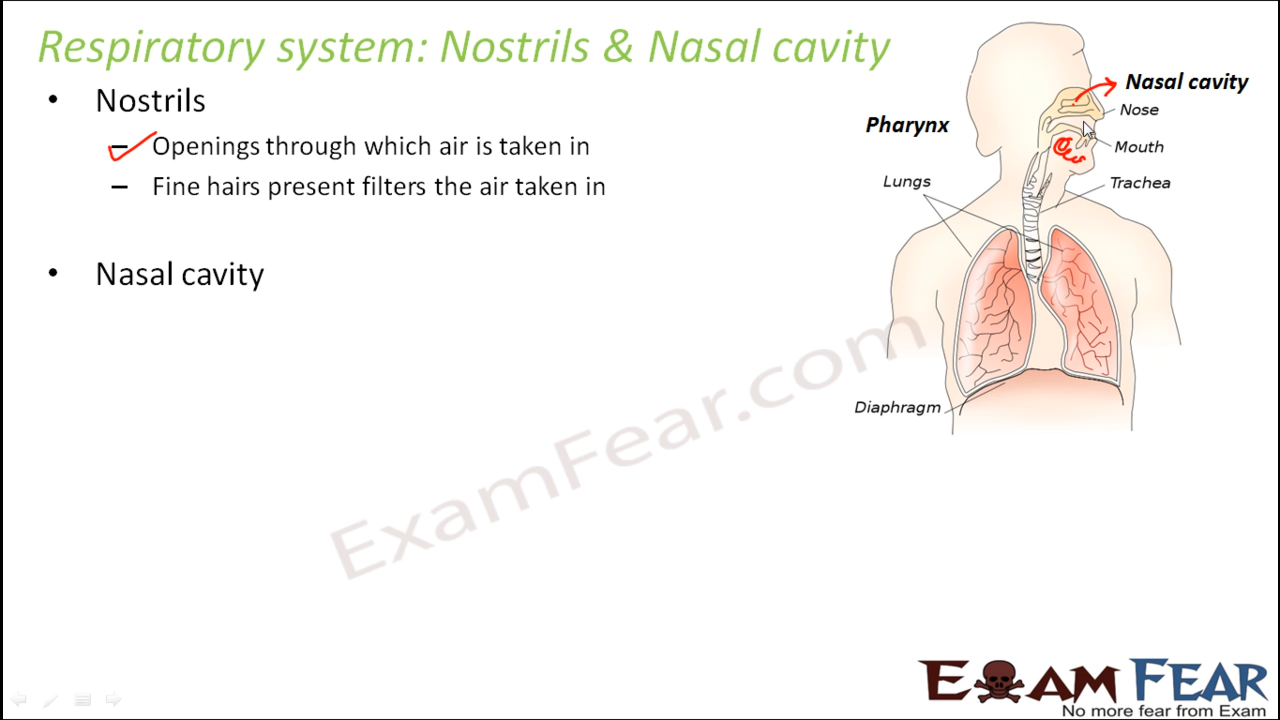 Respiratory system: Nostrils & Nasal cavity
• Nostrils
– Openings through which air is taken in
– Fine hairs present filters the air taken in
• Nasal cavity
Nasal cavity
Nose
Pharynx
Mouth
Lungs
Trachea
Diaphragm
ExamFear.com
EXAM FEAR
No more fear from Exam